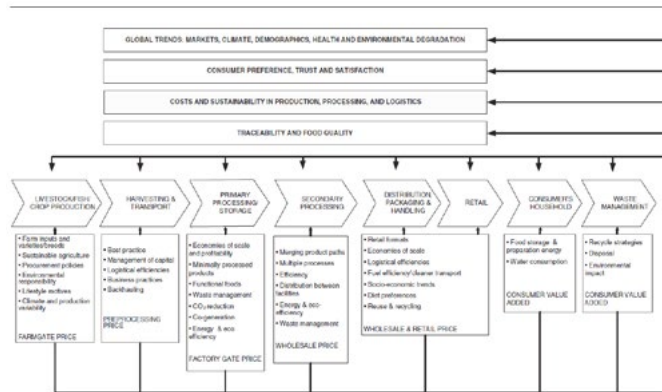 GLOBAL TRENDS: MARKETS, CLIMATE, DEMOGRAPHICS, HEALTH AND ENVIRONMENTAL DEGRADATION
CONSUMER PREFERENCE, TRUST AND SATISFACTION
COSTS AND SUSTAINABILITY IN PRODUCTION, PROCESSING, AND LOGISTICS
TRACEABILITY AND FOOD QUALITY
LIVESTOCK/FISH/
CROP PRODUCTION
HARVESTING &
TRANSPORT
PRIMARY
PROCESSING/
STORAGE
SECONDARY
PROCESSING
DISTRIBUTION,
PACKAGING &
HANDLING
RETAIL
CONSUMERS
HOUSEHOLD
WASTE
MANAGEMENT
• Farm inputs and
varieties/breeds
• Sustainable agriculture
• Procurement policies
• Environmental
responsibility
• Lifestyle motives
• Climate and production
variability
FARMGATE PRICE
• Best practice
• Management of capital
• Logistical efficiencies
• Business practices
• Backhauling
PREPROCESSING
PRICE
• Economies of scale
and profitability
• Minimally processed
products
• Functional foods
• Waste management
• CO₂ reduction
• Co-generation
• Energy & eco
efficiency
FACTORY GATE PRICE
• Merging product paths
• Multiple processes
• Efficiency
• Distribution between
facilities
• Energy & eco-
efficiency
• Waste management
WHOLESALE PRICE
• Retail formats
• Economies of scale
• Logistical efficiencies
• Fuel efficiency/cleaner transport
• Socio-economic trends
• Diet preferences
• Reuse & recycling
WHOLESALE & RETAIL PRICE
• Food storage &
preparation energy
• Water consumption
CONSUMER VALUE
ADDED
• Recycle strategies
• Disposal
• Environmental
impact
CONSUMER VALUE
ADDED